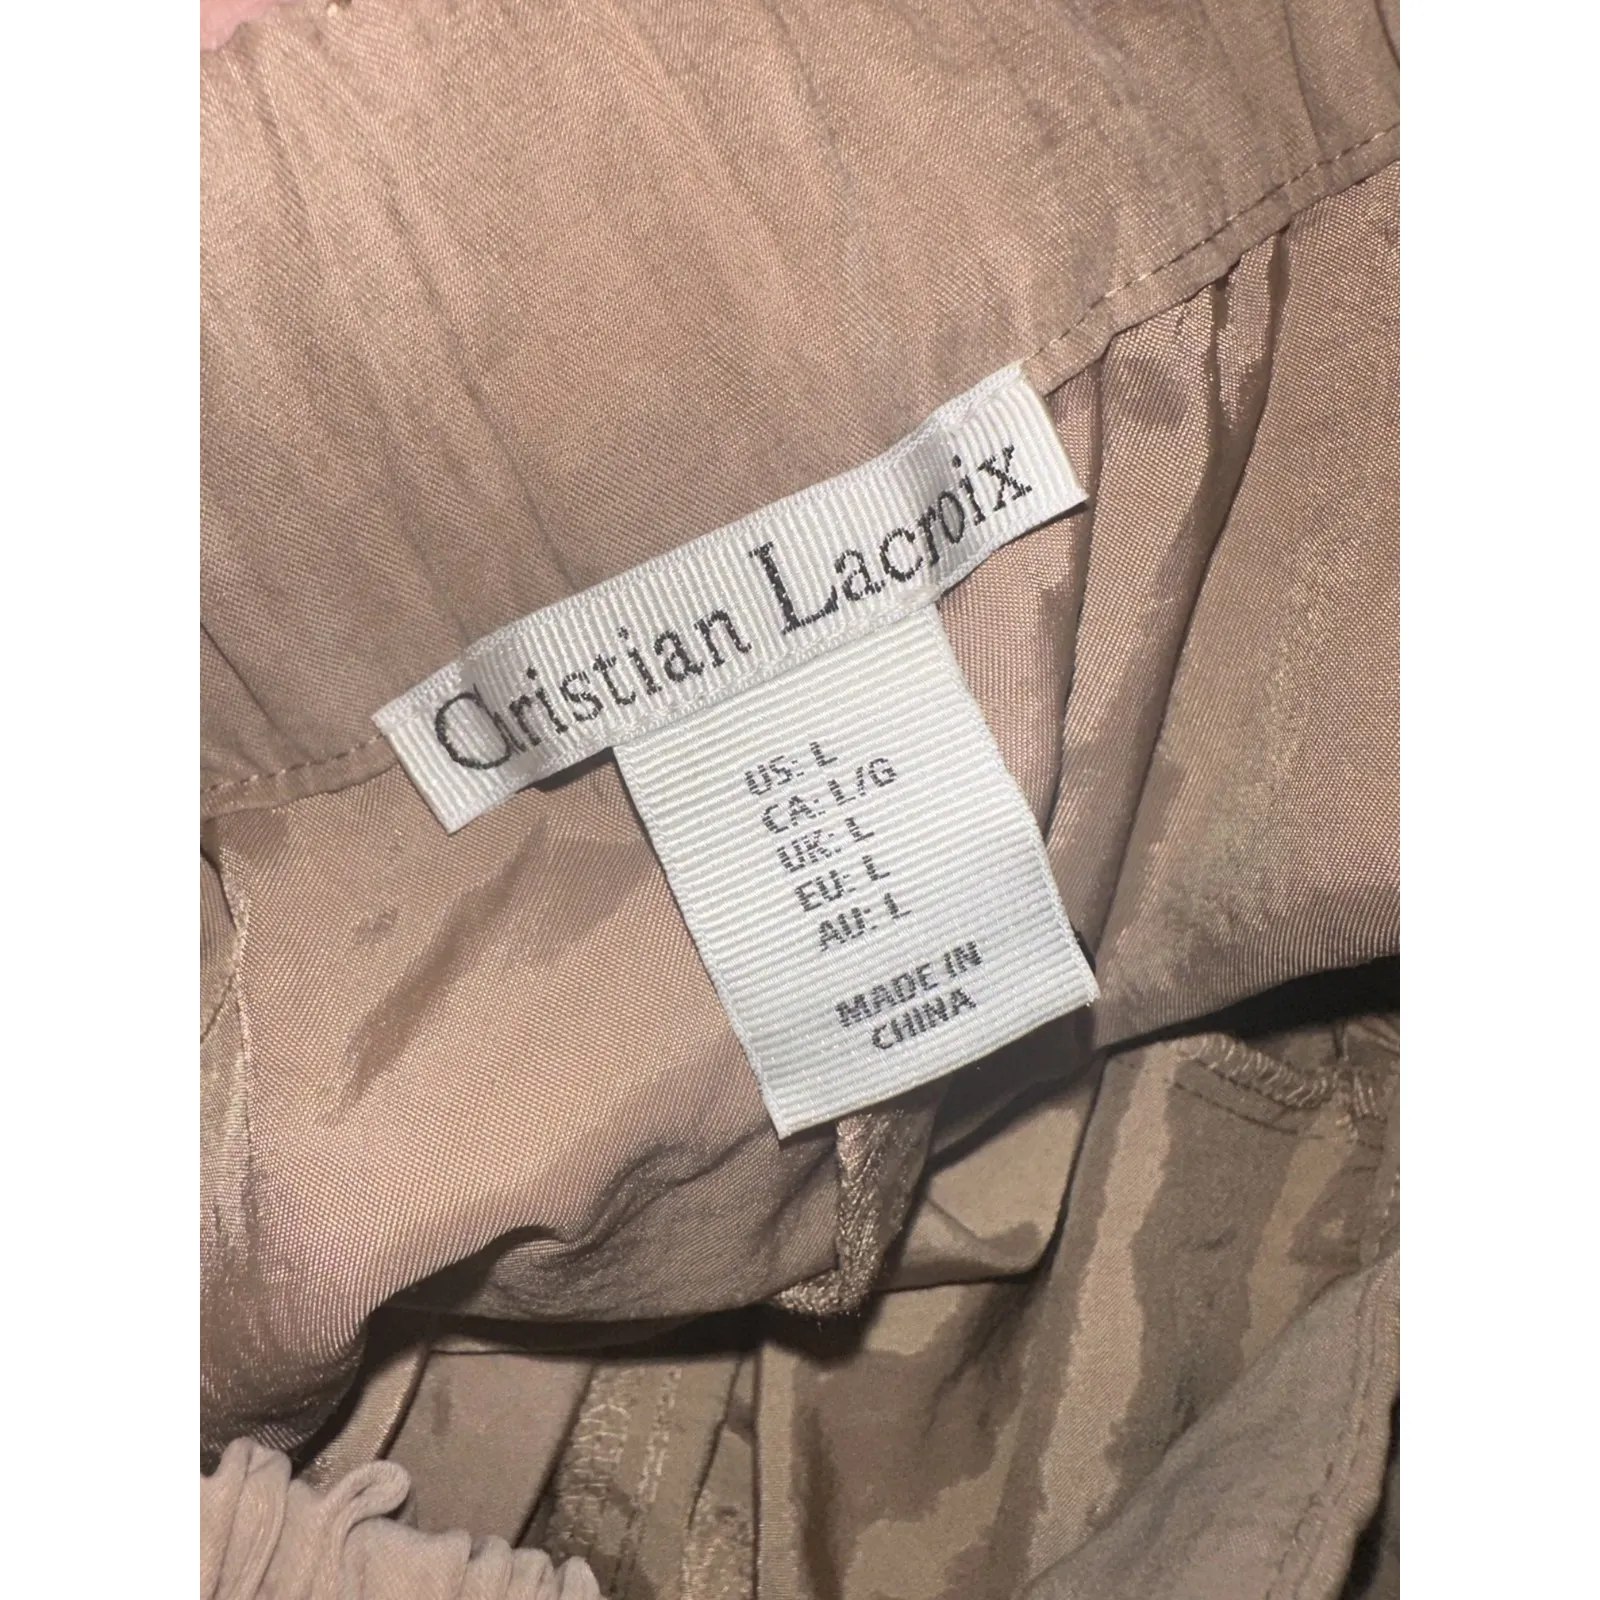 Christian Lacroix
US: L
CA: L/G
UK: L
EU: L
AU: L
MADE IN
CHINA